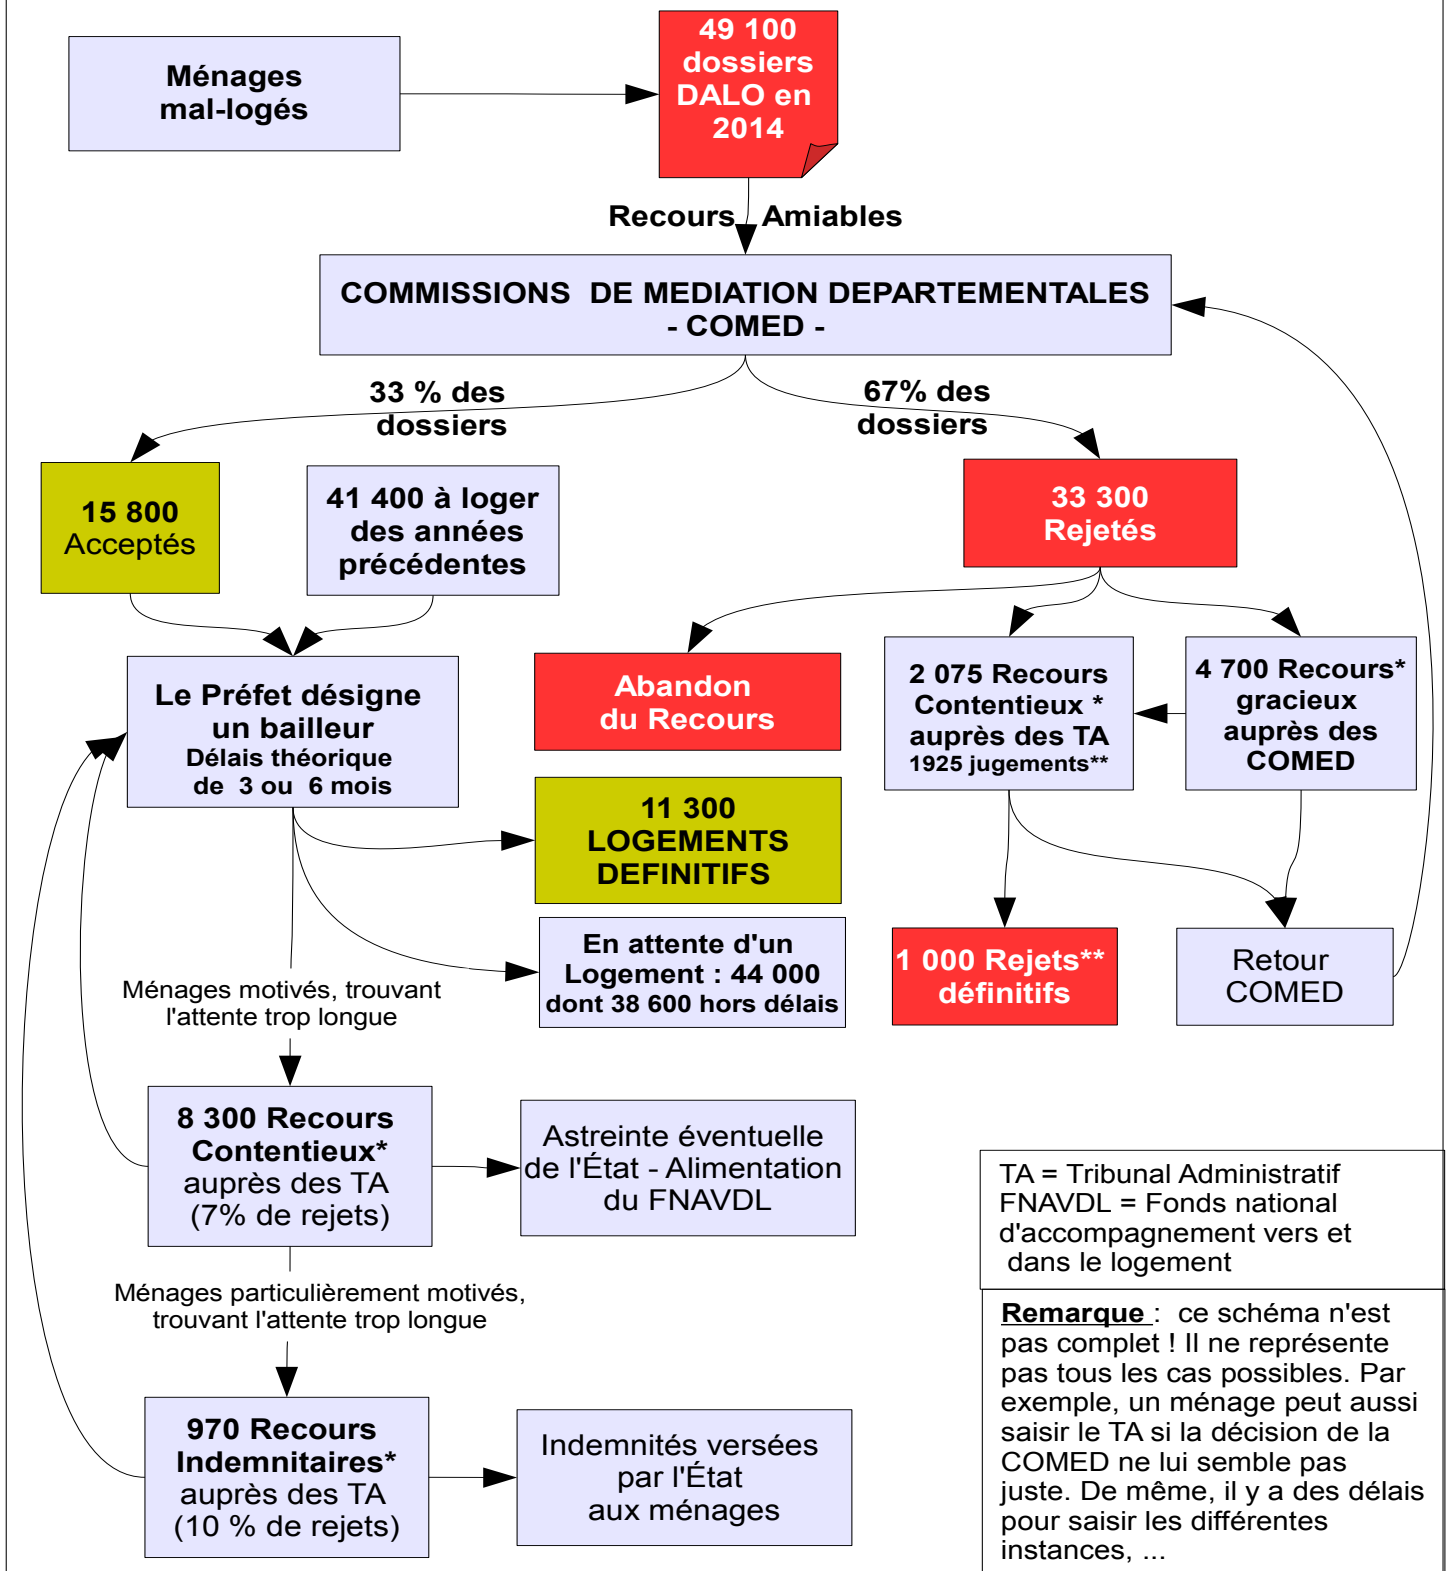 Ménages
mal-logés
49 100
dossiers
DALO en
2014
Recours Amiables
COMMISSIONS DE MEDIATION DEPARTEMENTALES
- COMED -
33 % des
dossiers
67% des
dossiers
15 800
Acceptés
41 400 à loger
des années
précédentes
33 300
Rejetés
Le Préfet désigne
un bailleur
Délais théorique
de 3 ou 6 mois
Abandon
du Recours
2 075 Recours
Contentieux *
auprès des TA
1925 jugements**
4 700 Recours*
gracieux
auprès des
COMED
11 300
LOGEMENTS
DEFINITIFS
En attente d'un
Logement : 44 000
dont 38 600 hors délais
1 000 Rejets**
définitifs
Retour
COMED
Ménages motivés, trouvant
l'attente trop longue
8 300 Recours
Contentieux*
auprès des TA
(7% de rejets)
Astreinte éventuelle
de l'État - Alimentation
du FNAVDL
Ménages particulièrement motivés,
trouvant l'attente trop longue
970 Recours
Indemnitaires*
auprès des TA
(10 % de rejets)
Indemnités versées
par l'État
aux ménages
TA = Tribunal Administratif
FNAVDL = Fonds national
d'accompagnement vers et
dans le logement
Remarque : ce schéma n'est
pas complet ! Il ne représente
pas tous les cas possibles. Par
exemple, un ménage peut aussi
saisir le TA si la décision de la
COMED ne lui semble pas
juste. De même, il y a des délais
pour saisir les différentes
instances, ...